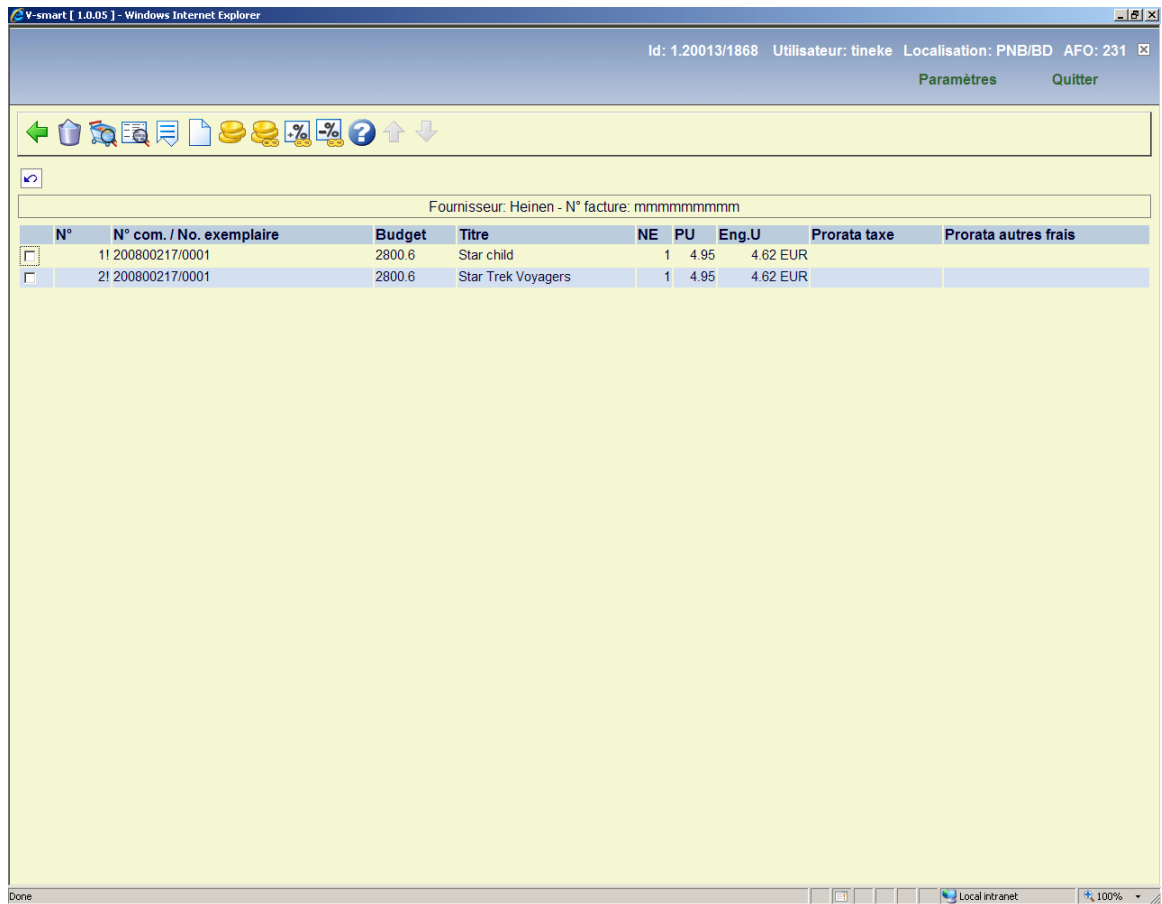 V-smart [ 1.0.05 ] - Windows Internet Explorer
Id: 1.20013/1868 Utilisateur: tineke Localisation: PNB/BD AFO: 231
Paramètres Quitter
+% -% ?
Fournisseur: Heinen - N° facture: mmmmmmmmm
N° N° com. / No. exemplaire Budget Titre NE PU Eng.U Prorata taxe Prorata autres frais
1! 200800217/0001 2800.6 Star child 1 4.95 4.62 EUR
2! 200800217/0001 2800.6 Star Trek Voyagers 1 4.95 4.62 EUR
Done Local intranet 100%